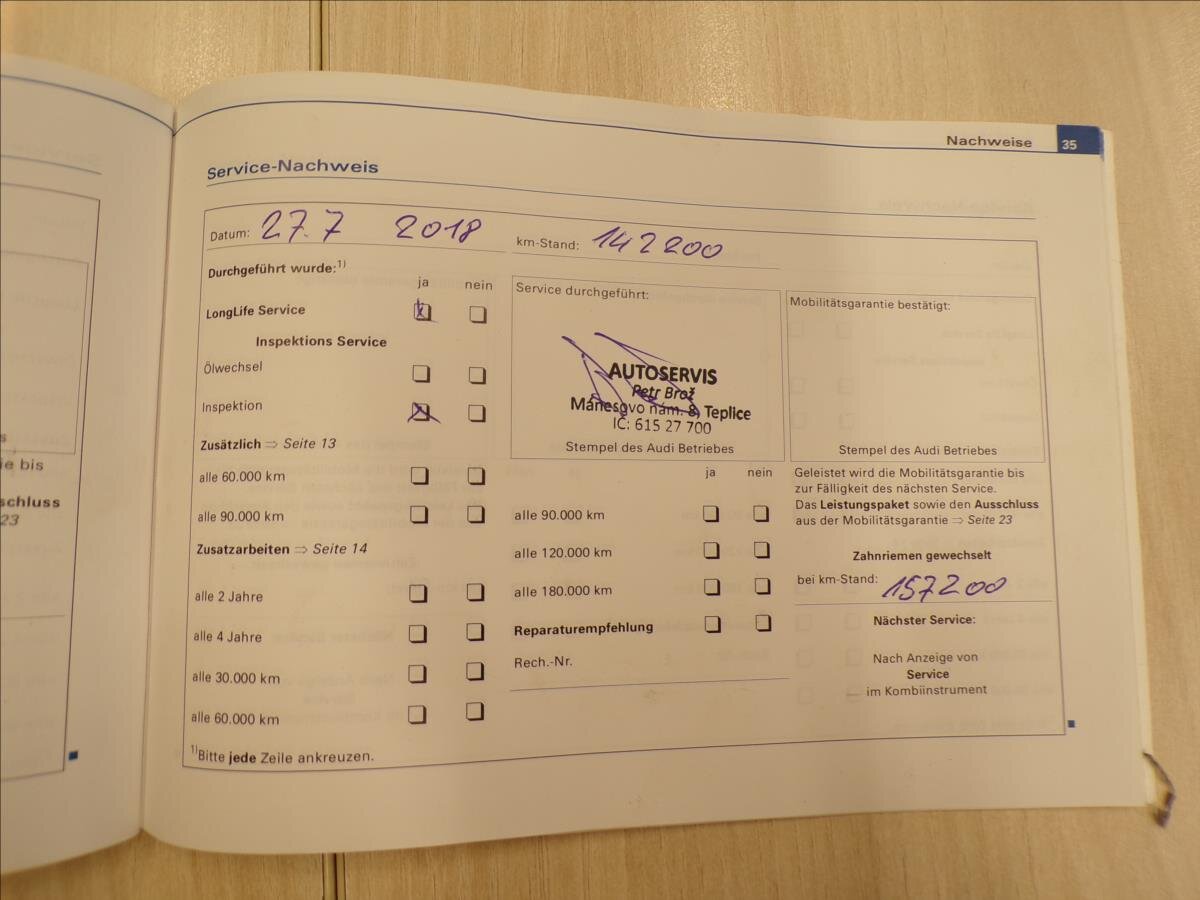 Nachweise 35
Service-Nachweis
Datum: 27.7 2018
km-Stand: 142200
Durchgeführt wurde:1)
ja nein
LongLife Service
Inspektions Service
Ölwechsel
Inspektion
Zusätzlich ⇒ Seite 13
alle 60.000 km
alle 90.000 km
Zusatzarbeiten ⇒ Seite 14
alle 2 Jahre
alle 4 Jahre
alle 30.000 km
alle 60.000 km
1)Bitte jede Zeile ankreuzen.
Service durchgeführt:
AUTOSERVIS
Petr Brož
Mánesovo nám. 8, Teplice
IČ: 615 27 700
Stempel des Audi Betriebes
ja nein
alle 90.000 km
alle 120.000 km
alle 180.000 km
Reparaturempfehlung
Rech.-Nr.
Mobilitätsgarantie bestätigt:
Stempel des Audi Betriebes
Geleistet wird die Mobilitätsgarantie bis
zur Fälligkeit des nächsten Service.
Das Leistungspaket sowie den Ausschluss
aus der Mobilitätsgarantie ⇒ Seite 23
Zahnriemen gewechselt
bei km-Stand: 157200
Nächster Service:
Nach Anzeige von
Service
im Kombiinstrument
ie bis
schluss
23